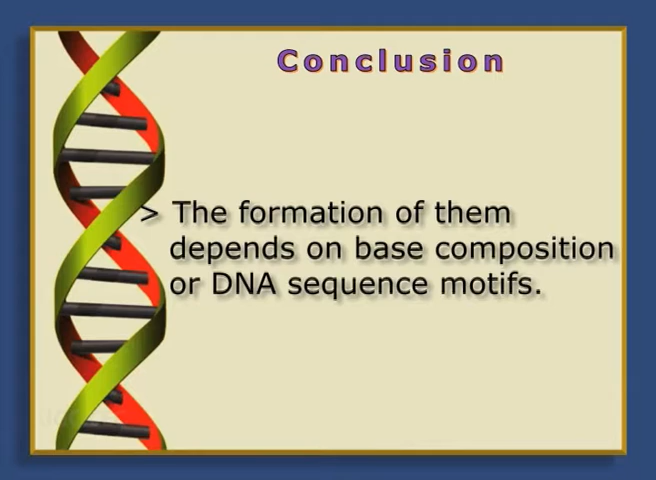 Conclusion
> The formation of them
depends on base composition
or DNA sequence motifs.